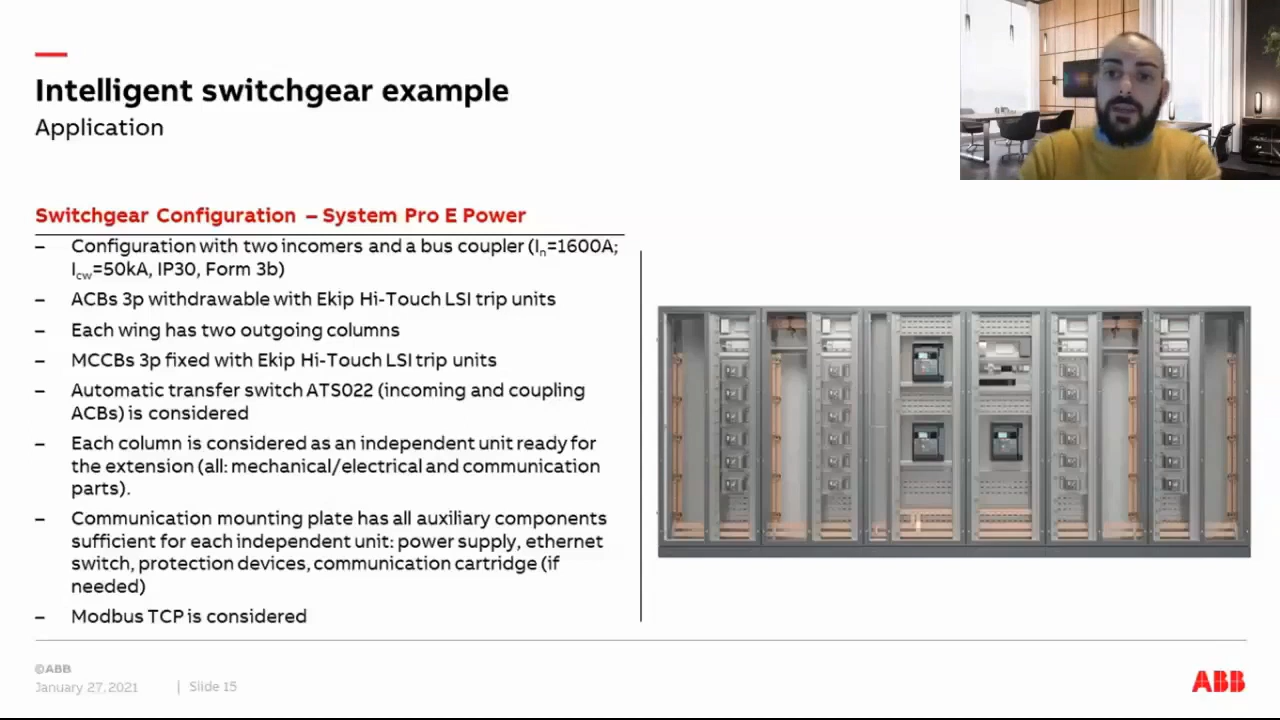 Intelligent switchgear example
Application
Switchgear Configuration – System Pro E Power
– Configuration with two incomers and a bus coupler (In=1600A;
Icw=50kA, IP30, Form 3b)
– ACBs 3p withdrawable with Ekip Hi-Touch LSI trip units
– Each wing has two outgoing columns
– MCCBs 3p fixed with Ekip Hi-Touch LSI trip units
– Automatic transfer switch ATS022 (incoming and coupling
ACBs) is considered
– Each column is considered as an independent unit ready for
the extension (all: mechanical/electrical and communication
parts).
– Communication mounting plate has all auxiliary components
sufficient for each independent unit: power supply, ethernet
switch, protection devices, communication cartridge (if
needed)
– Modbus TCP is considered
©ABB
January 27, 2021 | Slide 15
ABB